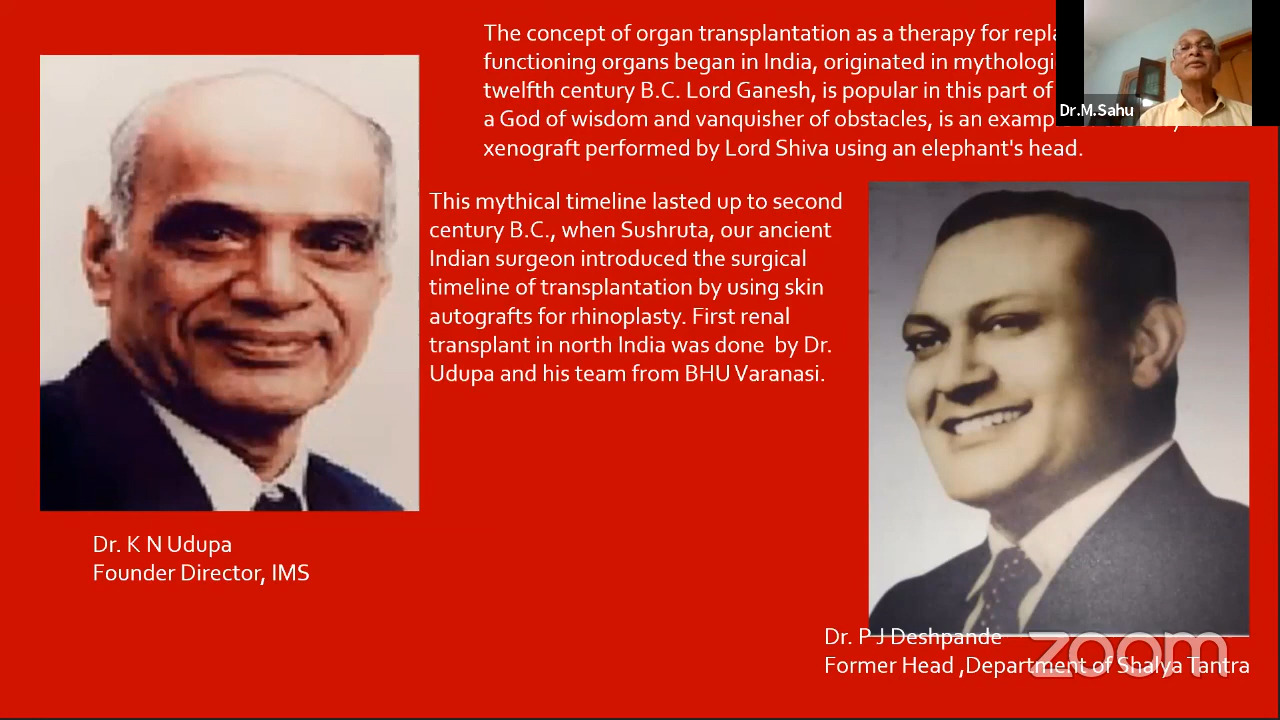 The concept of organ transplantation as a therapy for
functioning organs began in India, originated in
twelfth century B.C. Lord Ganesh, is popular in this part of
a God of wisdom and vanquisher of obstacles, is an
xenograft performed by Lord Shiva using an elephant's head.
Dr.M.Sahu
This mythical timeline lasted up to second
century B.C., when Sushruta, our ancient
Indian surgeon introduced the surgical
timeline of transplantation by using skin
autografts for rhinoplasty. First renal
transplant in north India was done by Dr.
Udupa and his team from BHU Varanasi.
Dr. K N Udupa
Founder Director, IMS
Dr. P J Deshpande
Former Head ,Department of Shalya Tantra
zoom